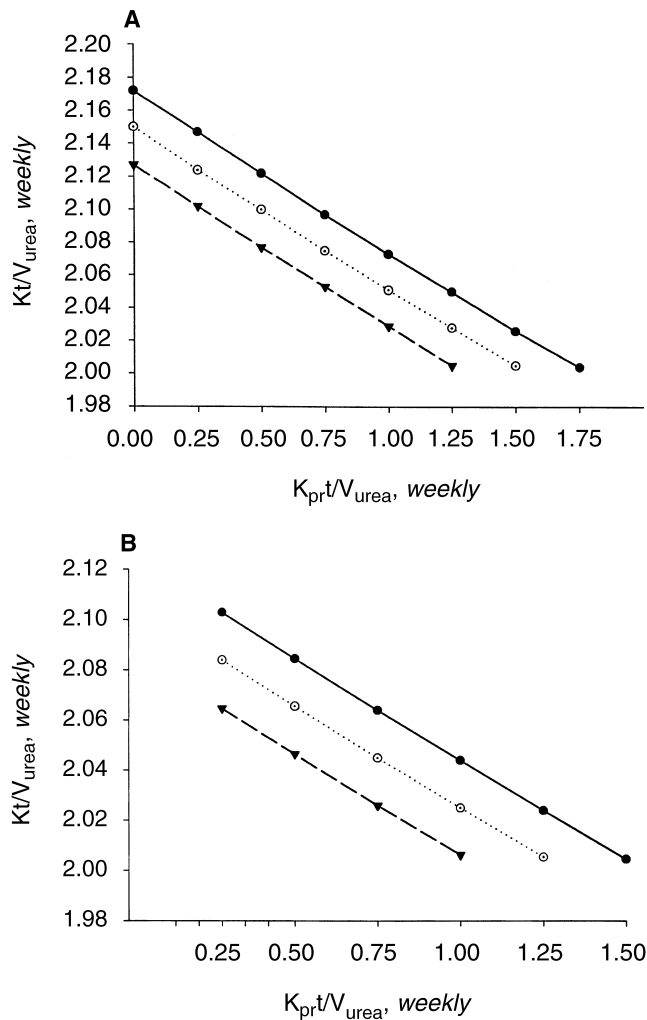 A
2.20
2.18
2.16
2.14
2.12
2.10
2.08
2.06
2.04
2.02
2.00
1.98
Kt/Vurea, weekly
0.00 0.25 0.50 0.75 1.00 1.25 1.50 1.75
Kprt/Vurea, weekly
B
2.12
2.10
2.08
2.06
2.04
2.02
2.00
1.98
Kt/Vurea, weekly
0.25 0.50 0.75 1.00 1.25 1.50
Kprt/Vurea, weekly